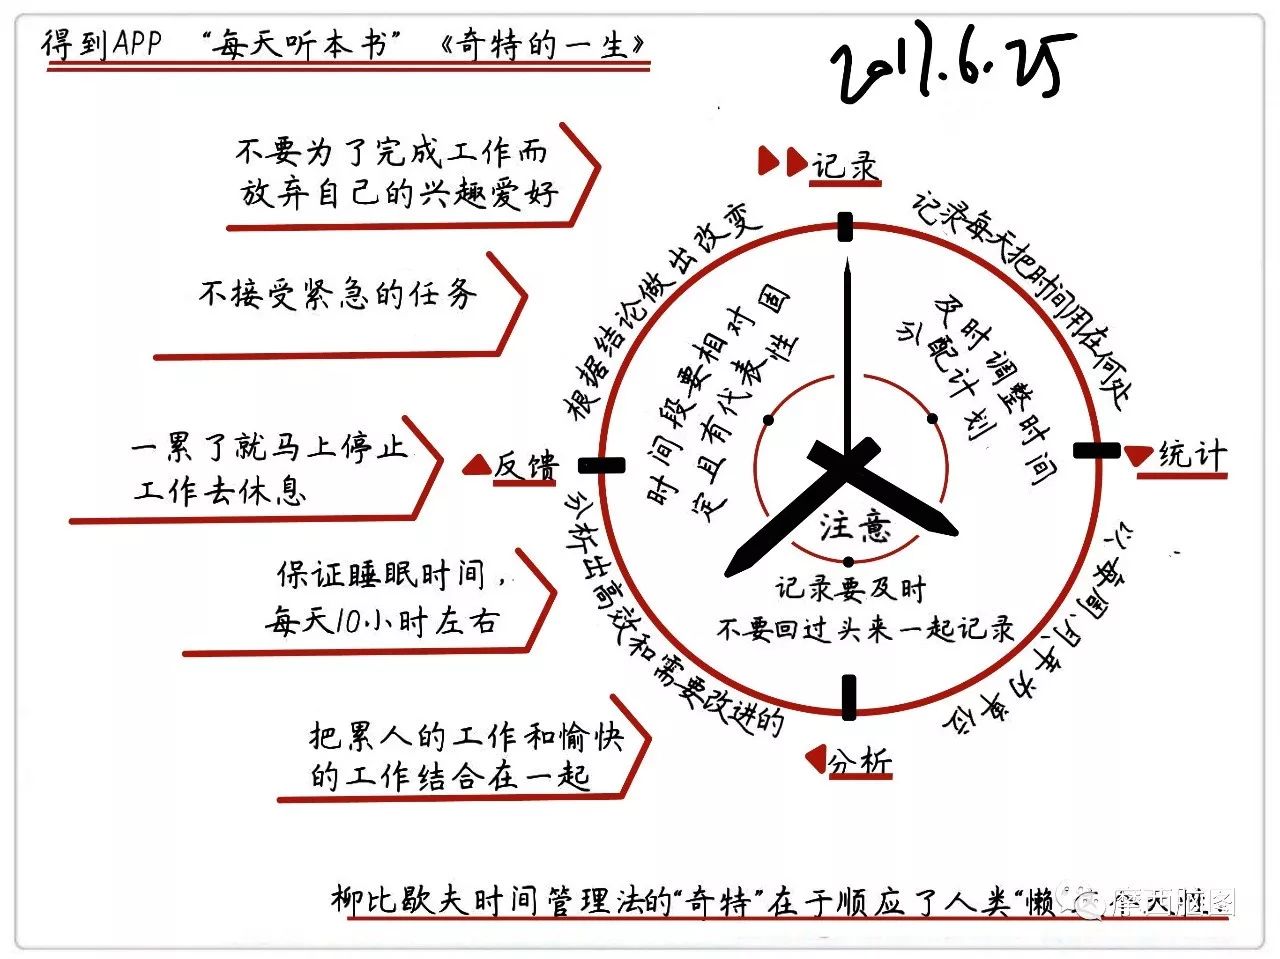 得到APP “每天听本书” 《奇特的一生》
2017.6.25
不要为了完成工作而
放弃自己的兴趣爱好
不接受紧急的任务
一累了就马上停止
工作去休息
保证睡眠时间，
每天10小时左右
把累人的工作和愉快
的工作结合在一起
记录
记录每天把时间用在何处
统计
以每周、月、年为单位
分析
分析出高效和需要改进的
反馈
根据结论做出改变
时间段要相对固
定且有代表性
及时调整时间
分配计划
注意
记录要及时
不要回过头来一起记录
柳比歇夫时间管理法的“奇特”在于顺应了人类“懒
摩西脑图